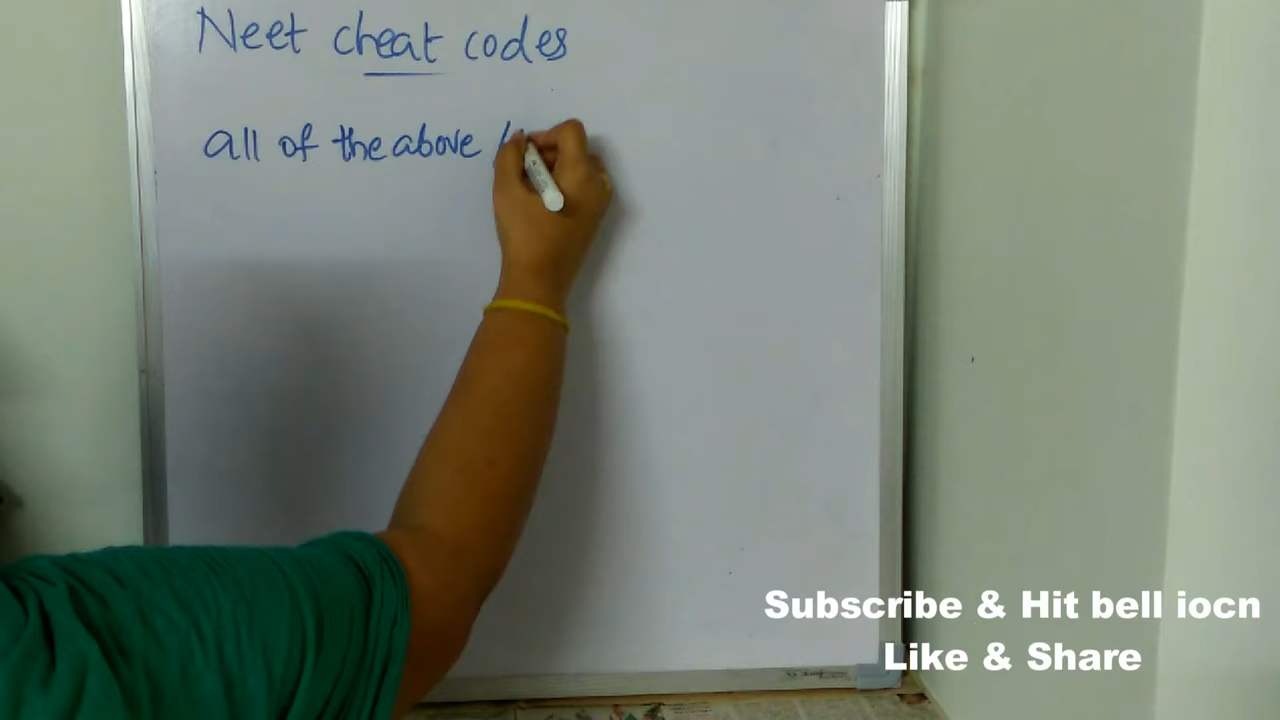 Neet cheat codes
all of the above /
Subscribe & Hit bell iocn
Like & Share